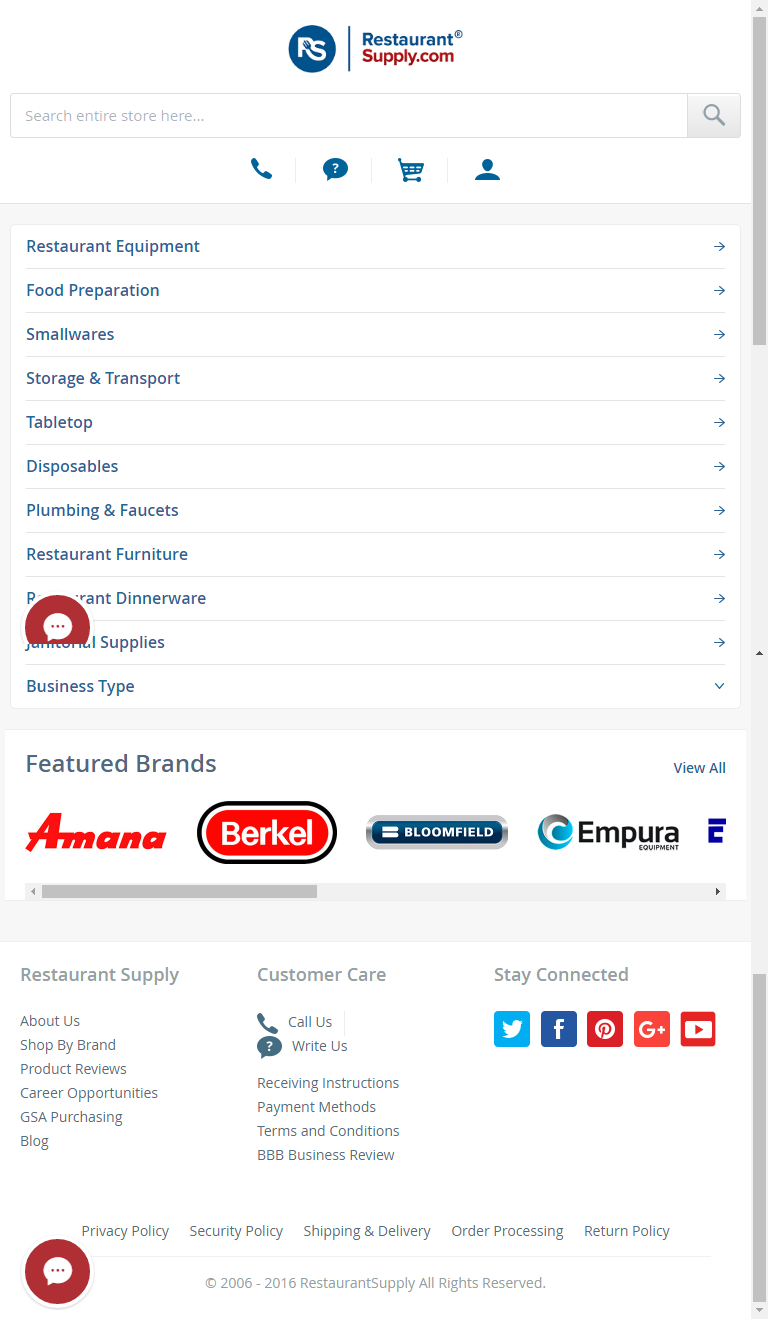 RS
Restaurant®
Supply.com
Search entire store here...
?
Restaurant Equipment
Food Preparation
Smallwares
Storage & Transport
Tabletop
Disposables
Plumbing & Faucets
Restaurant Furniture
Restaurant Dinnerware
Janitorial Supplies
Business Type
Featured Brands
View All
Amana
Berkel
BLOOMFIELD
Empura
EQUIPMENT
E
Restaurant Supply
About Us
Shop By Brand
Product Reviews
Career Opportunities
GSA Purchasing
Blog
Customer Care
Call Us
? Write Us
Receiving Instructions
Payment Methods
Terms and Conditions
BBB Business Review
Stay Connected
f G+
Privacy Policy Security Policy Shipping & Delivery Order Processing Return Policy
© 2006 - 2016 RestaurantSupply All Rights Reserved.